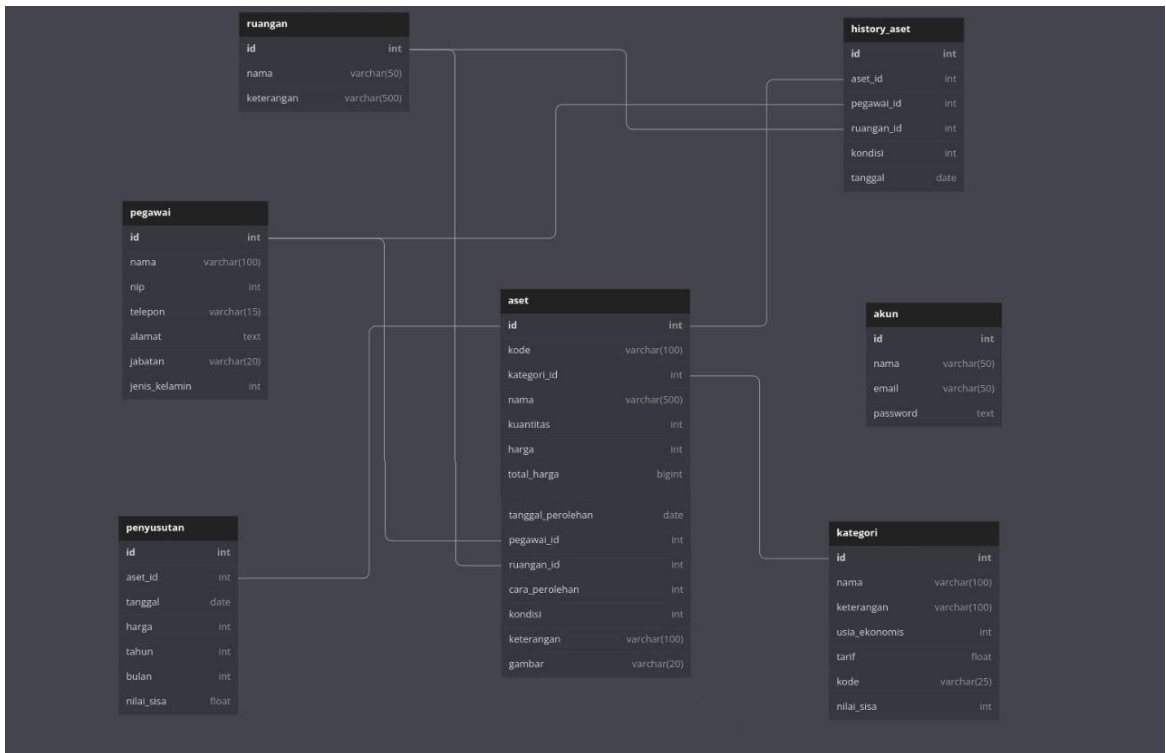 ruangan
id int
nama varchar(50)
keterangan varchar(500)
history_aset
id int
aset_id int
pegawai_id int
ruangan_id int
kondisi int
tanggal date
pegawai
id int
nama varchar(100)
nip int
telepon varchar(15)
alamat text
jabatan varchar(20)
jenis_kelamin int
aset
id int
kode varchar(100)
kategori_id int
nama varchar(500)
kuantitas int
harga int
total_harga bigint
tanggal_perolehan date
pegawai_id int
ruangan_id int
cara_perolehan int
kondisi int
keterangan varchar(100)
gambar varchar(20)
akun
id int
nama varchar(50)
email varchar(50)
password text
penyusutan
id int
aset_id int
tanggal date
harga int
tahun int
bulan int
nilai_sisa float
kategori
id int
nama varchar(100)
keterangan varchar(100)
usia_ekonomis int
tarif float
kode varchar(25)
nilai_sisa int